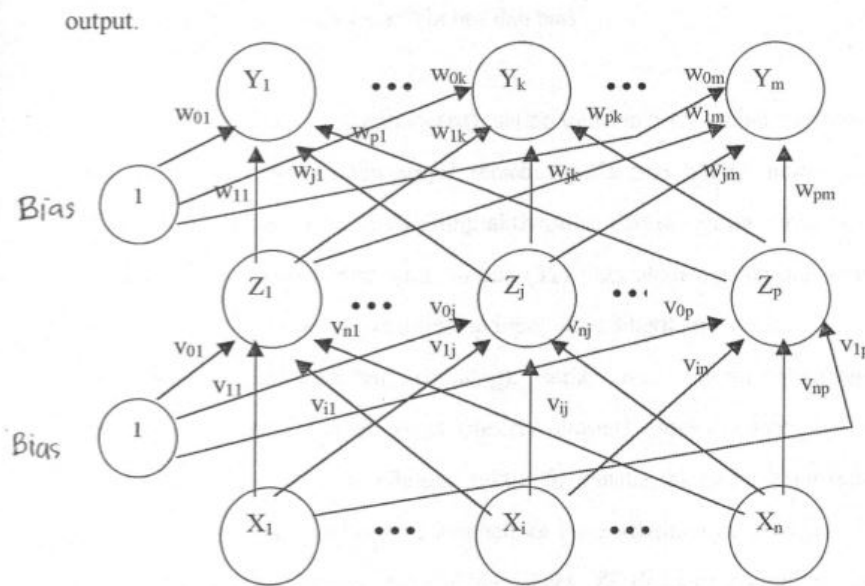 output.
Y1 ••• w0k Yk ••• w0m Ym
w01 wp1 w1k wpk w1m
1 w11 wj1 wjk wjm wpm
Bias
Z1 ••• v0j Zj ••• v0p Zp
v01 vn1 v1j vnj vip v1p
1 v11 vi1 vij vnp
Bias
X1 ••• Xi ••• Xn